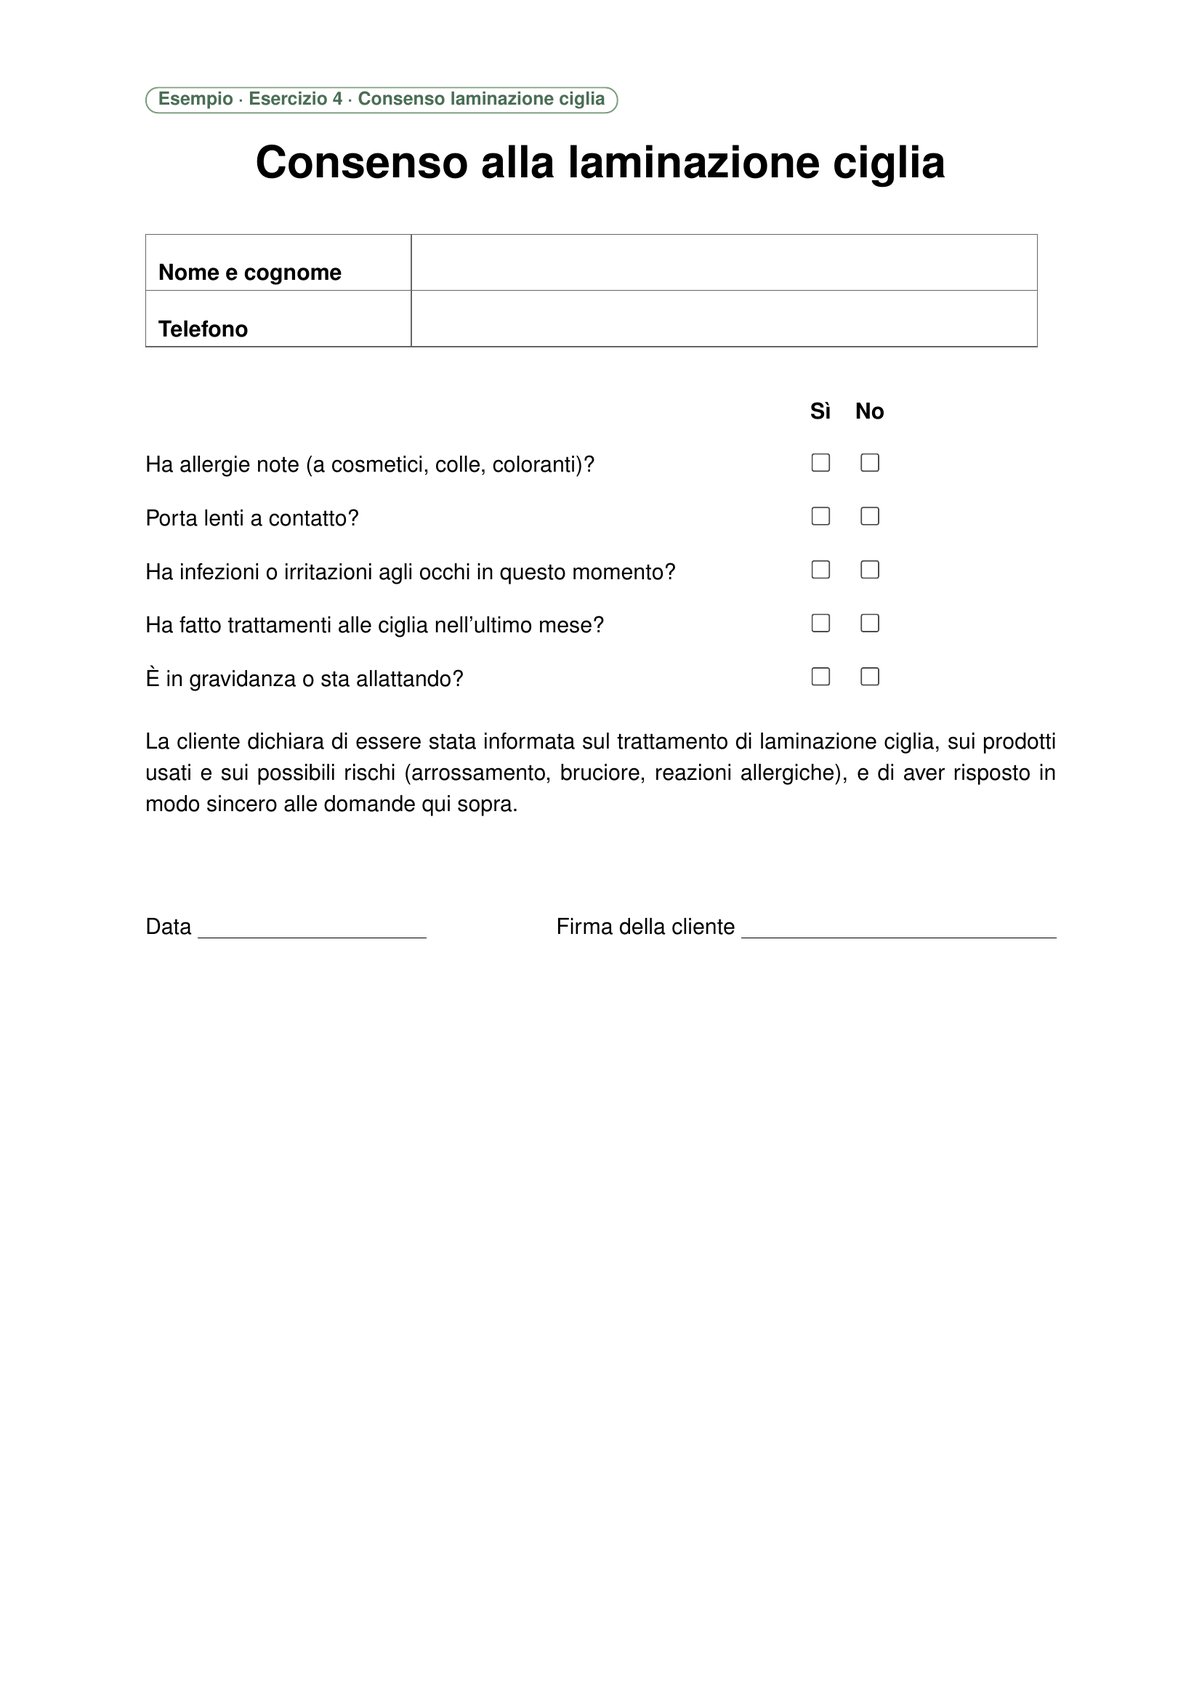 Esempio · Esercizio 4 · Consenso laminazione ciglia
Consenso alla laminazione ciglia
Nome e cognome
Telefono
Sì No
Ha allergie note (a cosmetici, colle, coloranti)?
Porta lenti a contatto?
Ha infezioni o irritazioni agli occhi in questo momento?
Ha fatto trattamenti alle ciglia nell’ultimo mese?
È in gravidanza o sta allattando?
La cliente dichiara di essere stata informata sul trattamento di laminazione ciglia, sui prodotti
usati e sui possibili rischi (arrossamento, bruciore, reazioni allergiche), e di aver risposto in
modo sincero alle domande qui sopra.
Data ____________________ Firma della cliente ____________________